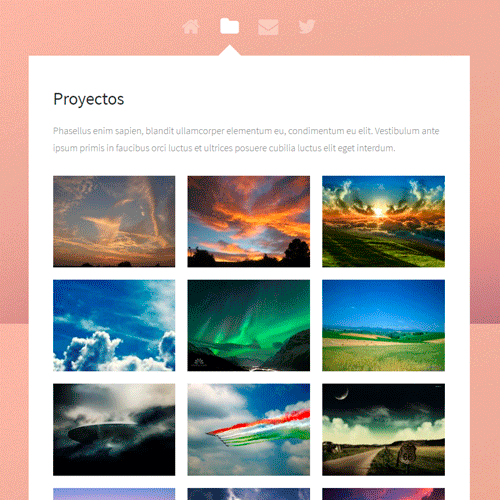 Proyectos
Phasellus enim sapien, blandit ullamcorper elementum eu, condimentum eu elit. Vestibulum ante
ipsum primis in faucibus orci luctus et ultrices posuere cubilia luctus elit eget interdum.